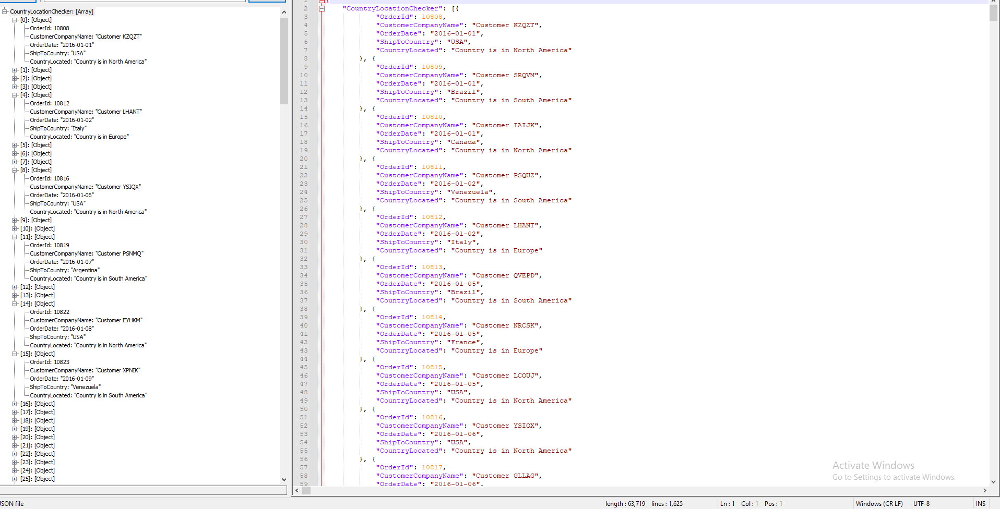 CountryLocationChecker: [Array]
[0]: [Object]
OrderId: 10808
CustomerCompanyName: "Customer KZQZT"
OrderDate: "2016-01-01"
ShipToCountry: "USA"
CountryLocated: "Country is in North America"
[1]: [Object]
[2]: [Object]
[3]: [Object]
[4]: [Object]
OrderId: 10812
CustomerCompanyName: "Customer LHANT"
OrderDate: "2016-01-02"
ShipToCountry: "Italy"
CountryLocated: "Country is in Europe"
[5]: [Object]
[6]: [Object]
[7]: [Object]
[8]: [Object]
OrderId: 10816
CustomerCompanyName: "Customer YSIQX"
OrderDate: "2016-01-06"
ShipToCountry: "USA"
CountryLocated: "Country is in North America"
[9]: [Object]
[10]: [Object]
[11]: [Object]
OrderId: 10819
CustomerCompanyName: "Customer PSNMQ"
OrderDate: "2016-01-07"
ShipToCountry: "Argentina"
CountryLocated: "Country is in South America"
[12]: [Object]
[13]: [Object]
[14]: [Object]
OrderId: 10822
CustomerCompanyName: "Customer EYHKM"
OrderDate: "2016-01-08"
ShipToCountry: "USA"
CountryLocated: "Country is in North America"
[15]: [Object]
OrderId: 10823
CustomerCompanyName: "Customer XPNIK"
OrderDate: "2016-01-09"
ShipToCountry: "Venezuela"
CountryLocated: "Country is in South America"
[16]: [Object]
[17]: [Object]
[18]: [Object]
[19]: [Object]
[20]: [Object]
[21]: [Object]
[22]: [Object]
[23]: [Object]
[24]: [Object]
[25]: [Object]
1 {
2 "CountryLocationChecker": [{
3 "OrderId": 10808,
4 "CustomerCompanyName": "Customer KZQZT",
5 "OrderDate": "2016-01-01",
6 "ShipToCountry": "USA",
7 "CountryLocated": "Country is in North America"
8 }, {
9 "OrderId": 10809,
10 "CustomerCompanyName": "Customer SRQVM",
11 "OrderDate": "2016-01-01",
12 "ShipToCountry": "Brazil",
13 "CountryLocated": "Country is in South America"
14 }, {
15 "OrderId": 10810,
16 "CustomerCompanyName": "Customer IAIJK",
17 "OrderDate": "2016-01-01",
18 "ShipToCountry": "Canada",
19 "CountryLocated": "Country is in North America"
20 }, {
21 "OrderId": 10811,
22 "CustomerCompanyName": "Customer PSQUZ",
23 "OrderDate": "2016-01-02",
24 "ShipToCountry": "Venezuela",
25 "CountryLocated": "Country is in South America"
26 }, {
27 "OrderId": 10812,
28 "CustomerCompanyName": "Customer LHANT",
29 "OrderDate": "2016-01-02",
30 "ShipToCountry": "Italy",
31 "CountryLocated": "Country is in Europe"
32 }, {
33 "OrderId": 10813,
34 "CustomerCompanyName": "Customer QVEPD",
35 "OrderDate": "2016-01-05",
36 "ShipToCountry": "Brazil",
37 "CountryLocated": "Country is in South America"
38 }, {
39 "OrderId": 10814,
40 "CustomerCompanyName": "Customer NRCSK",
41 "OrderDate": "2016-01-05",
42 "ShipToCountry": "France",
43 "CountryLocated": "Country is in Europe"
44 }, {
45 "OrderId": 10815,
46 "CustomerCompanyName": "Customer LCOUJ",
47 "OrderDate": "2016-01-05",
48 "ShipToCountry": "USA",
49 "CountryLocated": "Country is in North America"
50 }, {
51 "OrderId": 10816,
52 "CustomerCompanyName": "Customer YSIQX",
53 "OrderDate": "2016-01-06",
54 "ShipToCountry": "USA",
55 "CountryLocated": "Country is in North America"
56 }, {
57 "OrderId": 10817,
58 "CustomerCompanyName": "Customer GLLAG",
59 "OrderDate": "2016-01-06",
Activate Windows
Go to Settings to activate Windows.
JSON file
length : 63,719 lines : 1,625
Ln : 1 Col : 1 Pos : 1
Windows (CR LF)
UTF-8
INS